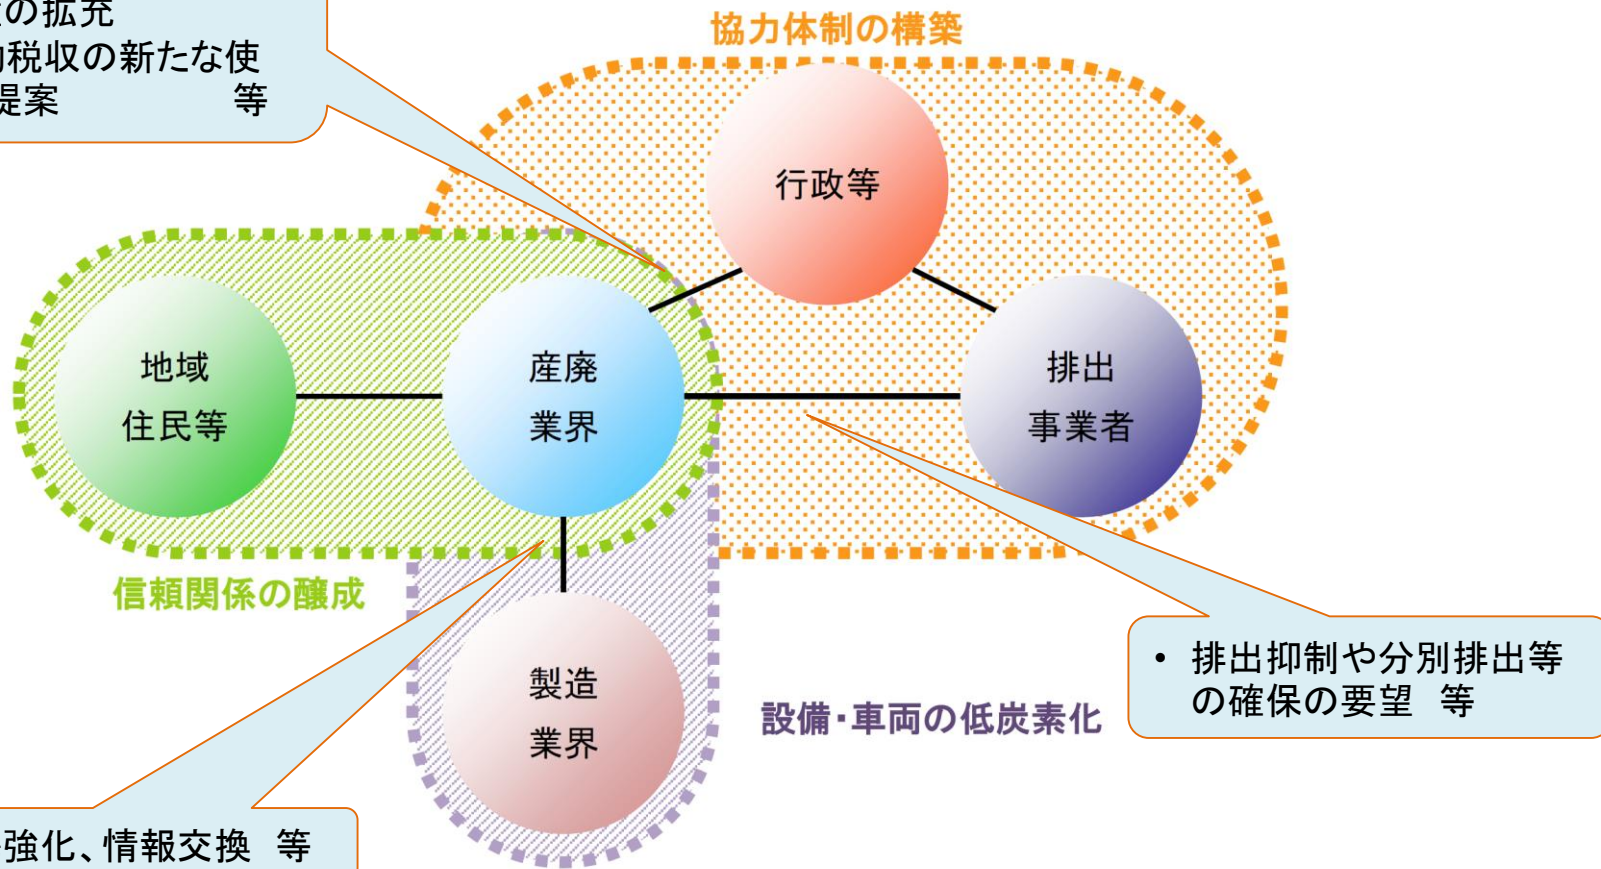 の拡充
税収の新たな使
提案 等
協力体制の構築
行政等
地域
住民等
産廃
業界
排出
事業者
信頼関係の醸成
製造
業界
設備・車両の低炭素化
• 排出抑制や分別排出等
の確保の要望 等
強化、情報交換 等